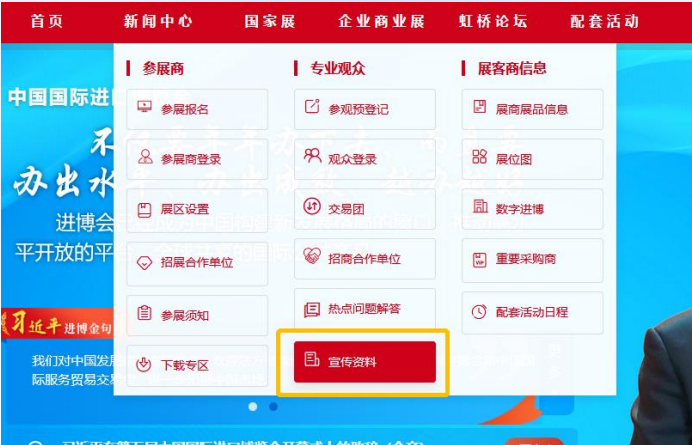 首页 新闻中心 国家展 企业商业展 虹桥论坛 配套活动
参展商 专业观众 展客商信息
中国国际进
参展报名 参观预登记 展商展品信息
不
参展商登录 观众登录 展位图
办出水
展区设置 交易团 数字进博
进博会
平开放的平
招展合作单位 招商合作单位 重要采购商
参展须知 热点问题解答 配套活动日程
习近平进博金句
我们对中国发
下载专区 宣传资料
际服务贸易交